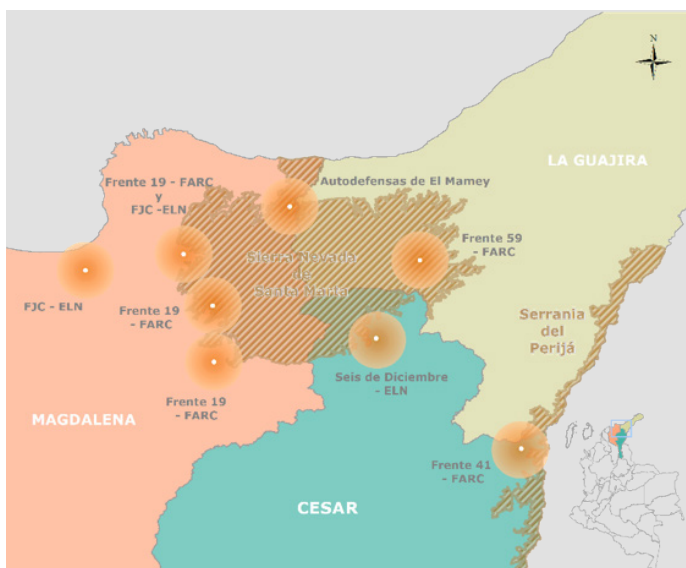 N
LA GUAJIRA
Frente 19 - FARC
y
FJC -ELN
Autodefensas de El Mamey
Sierra Nevada
de
Santa Marta
Frente 59
- FARC
FJC - ELN
Frente 19
- FARC
Serrania
del
Perijá
Frente 19
- FARC
Seis de Diciembre
- ELN
MAGDALENA
Frente 41
- FARC
CESAR